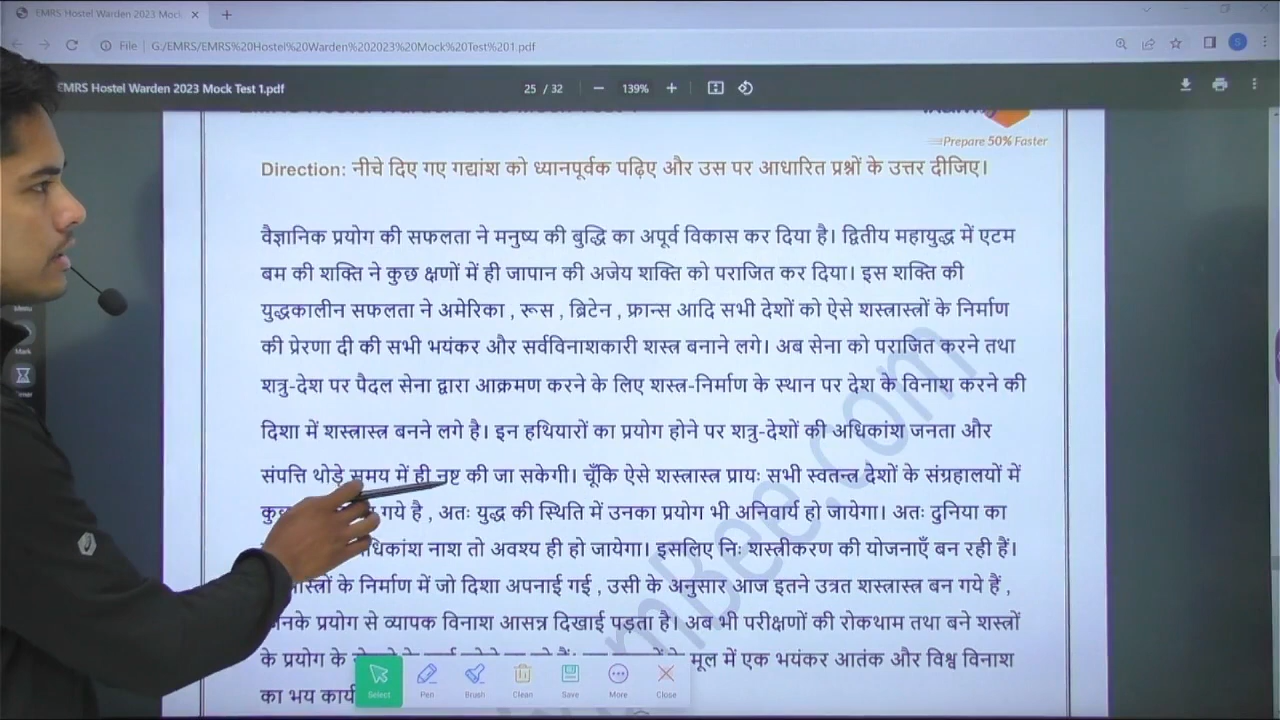 EMRS Hostel Warden 2023 Mock
File G:/EMRS/EMRS%20Hostel%20Warden%202023%20Mock%20Test%201.pdf
EMRS Hostel Warden 2023 Mock Test 1.pdf
25 / 32
139%
Prepare 50% Faster
Direction: नीचे दिए गए गद्यांश को ध्यानपूर्वक पढ़िए और उस पर आधारित प्रश्नों के उत्तर दीजिए।
वैज्ञानिक प्रयोग की सफलता ने मनुष्य की बुद्धि का अपूर्व विकास कर दिया है। द्वितीय महायुद्ध में एटम
बम की शक्ति ने कुछ क्षणों में ही जापान की अजेय शक्ति को पराजित कर दिया। इस शक्ति की
युद्धकालीन सफलता ने अमेरिका , रूस , ब्रिटेन , फ्रान्स आदि सभी देशों को ऐसे शस्त्रास्त्रों के निर्माण
की प्रेरणा दी की सभी भयंकर और सर्वविनाशकारी शस्त्र बनाने लगे। अब सेना को पराजित करने तथा
शत्रु-देश पर पैदल सेना द्वारा आक्रमण करने के लिए शस्त्र-निर्माण के स्थान पर देश के विनाश करने की
दिशा में शस्त्रास्त्र बनने लगे है। इन हथियारों का प्रयोग होने पर शत्रु-देशों की अधिकांश जनता और
संपत्ति थोड़े समय में ही नष्ट की जा सकेगी। चूँकि ऐसे शस्त्रास्त्र प्रायः सभी स्वतन्त्र देशों के संग्रहालयों में
गये है , अतः युद्ध की स्थिति में उनका प्रयोग भी अनिवार्य हो जायेगा। अतः दुनिया का
नाश तो अवश्य ही हो जायेगा। इसलिए निः शस्त्रीकरण की योजनाएँ बन रही हैं।
के निर्माण में जो दिशा अपनाई गई , उसी के अनुसार आज इतने उन्नत शस्त्रास्त्र बन गये हैं ,
प्रयोग से व्यापक विनाश आसन्न दिखाई पड़ता है। अब भी परीक्षणों की रोकथाम तथा बने शस्त्रों
के प्रयोग के मूल में एक भयंकर आतंक और विश्व विनाश
का भय
Mark
Select Pen Brush Clean Save More Close